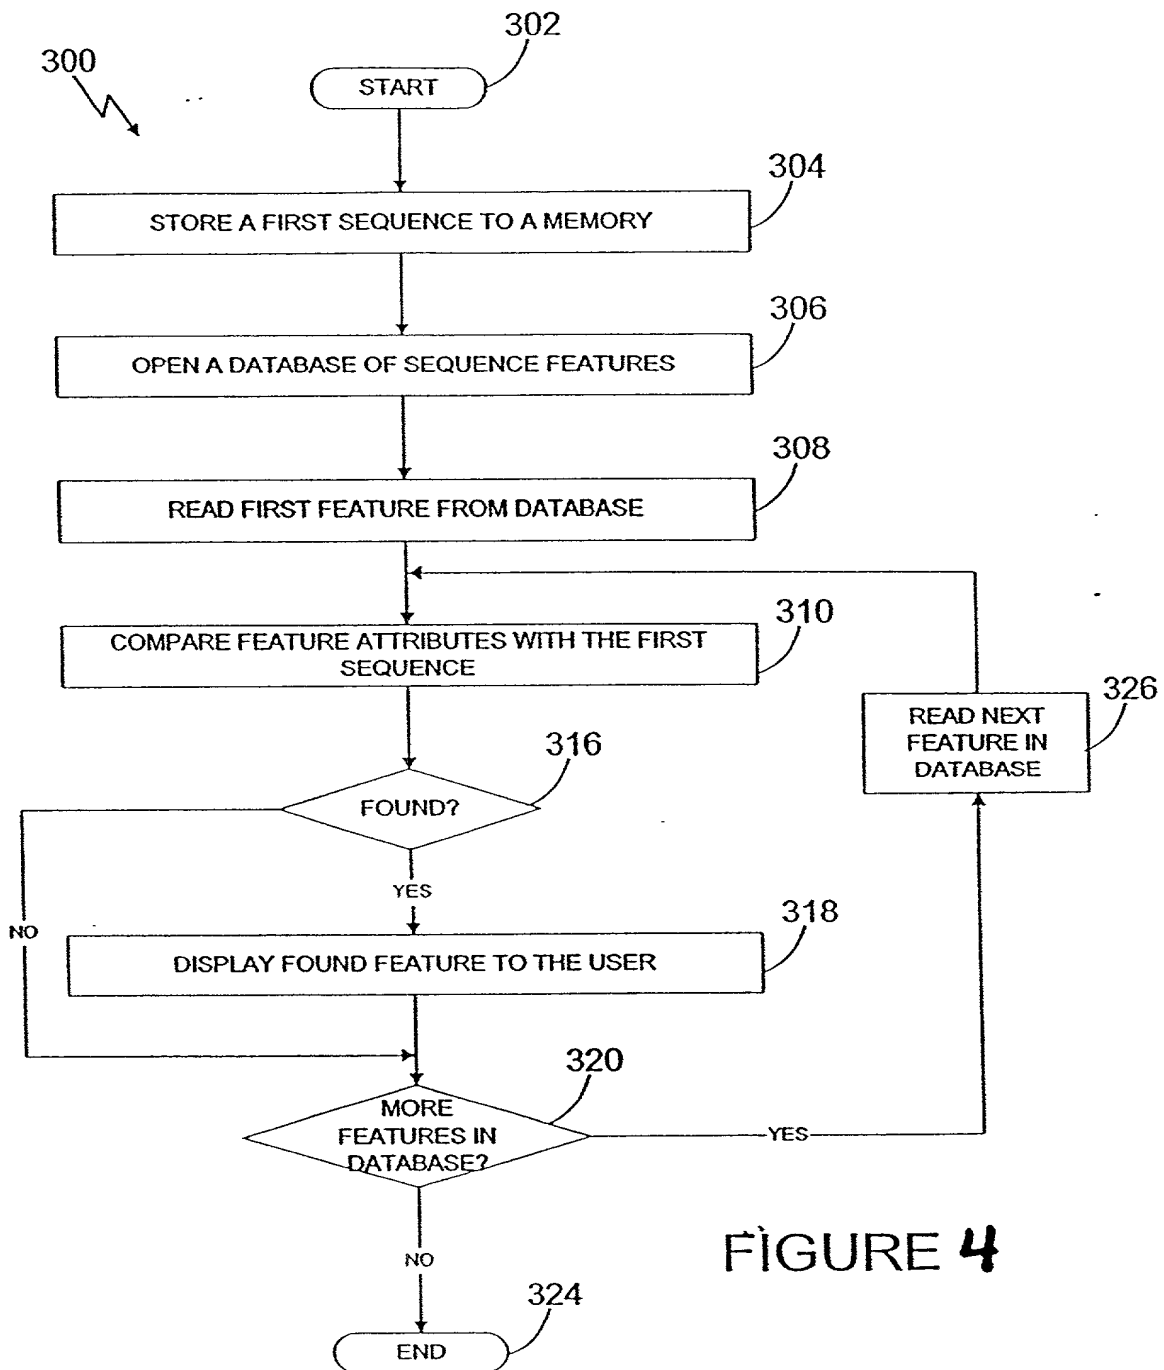 302
300
START
304
STORE A FIRST SEQUENCE TO A MEMORY
306
OPEN A DATABASE OF SEQUENCE FEATURES
308
READ FIRST FEATURE FROM DATABASE
310
COMPARE FEATURE ATTRIBUTES WITH THE FIRST
SEQUENCE
326
READ NEXT
FEATURE IN
DATABASE
316
FOUND?
YES
NO
318
DISPLAY FOUND FEATURE TO THE USER
320
MORE
FEATURES IN
DATABASE?
YES
NO
FIGURE 4
324
END